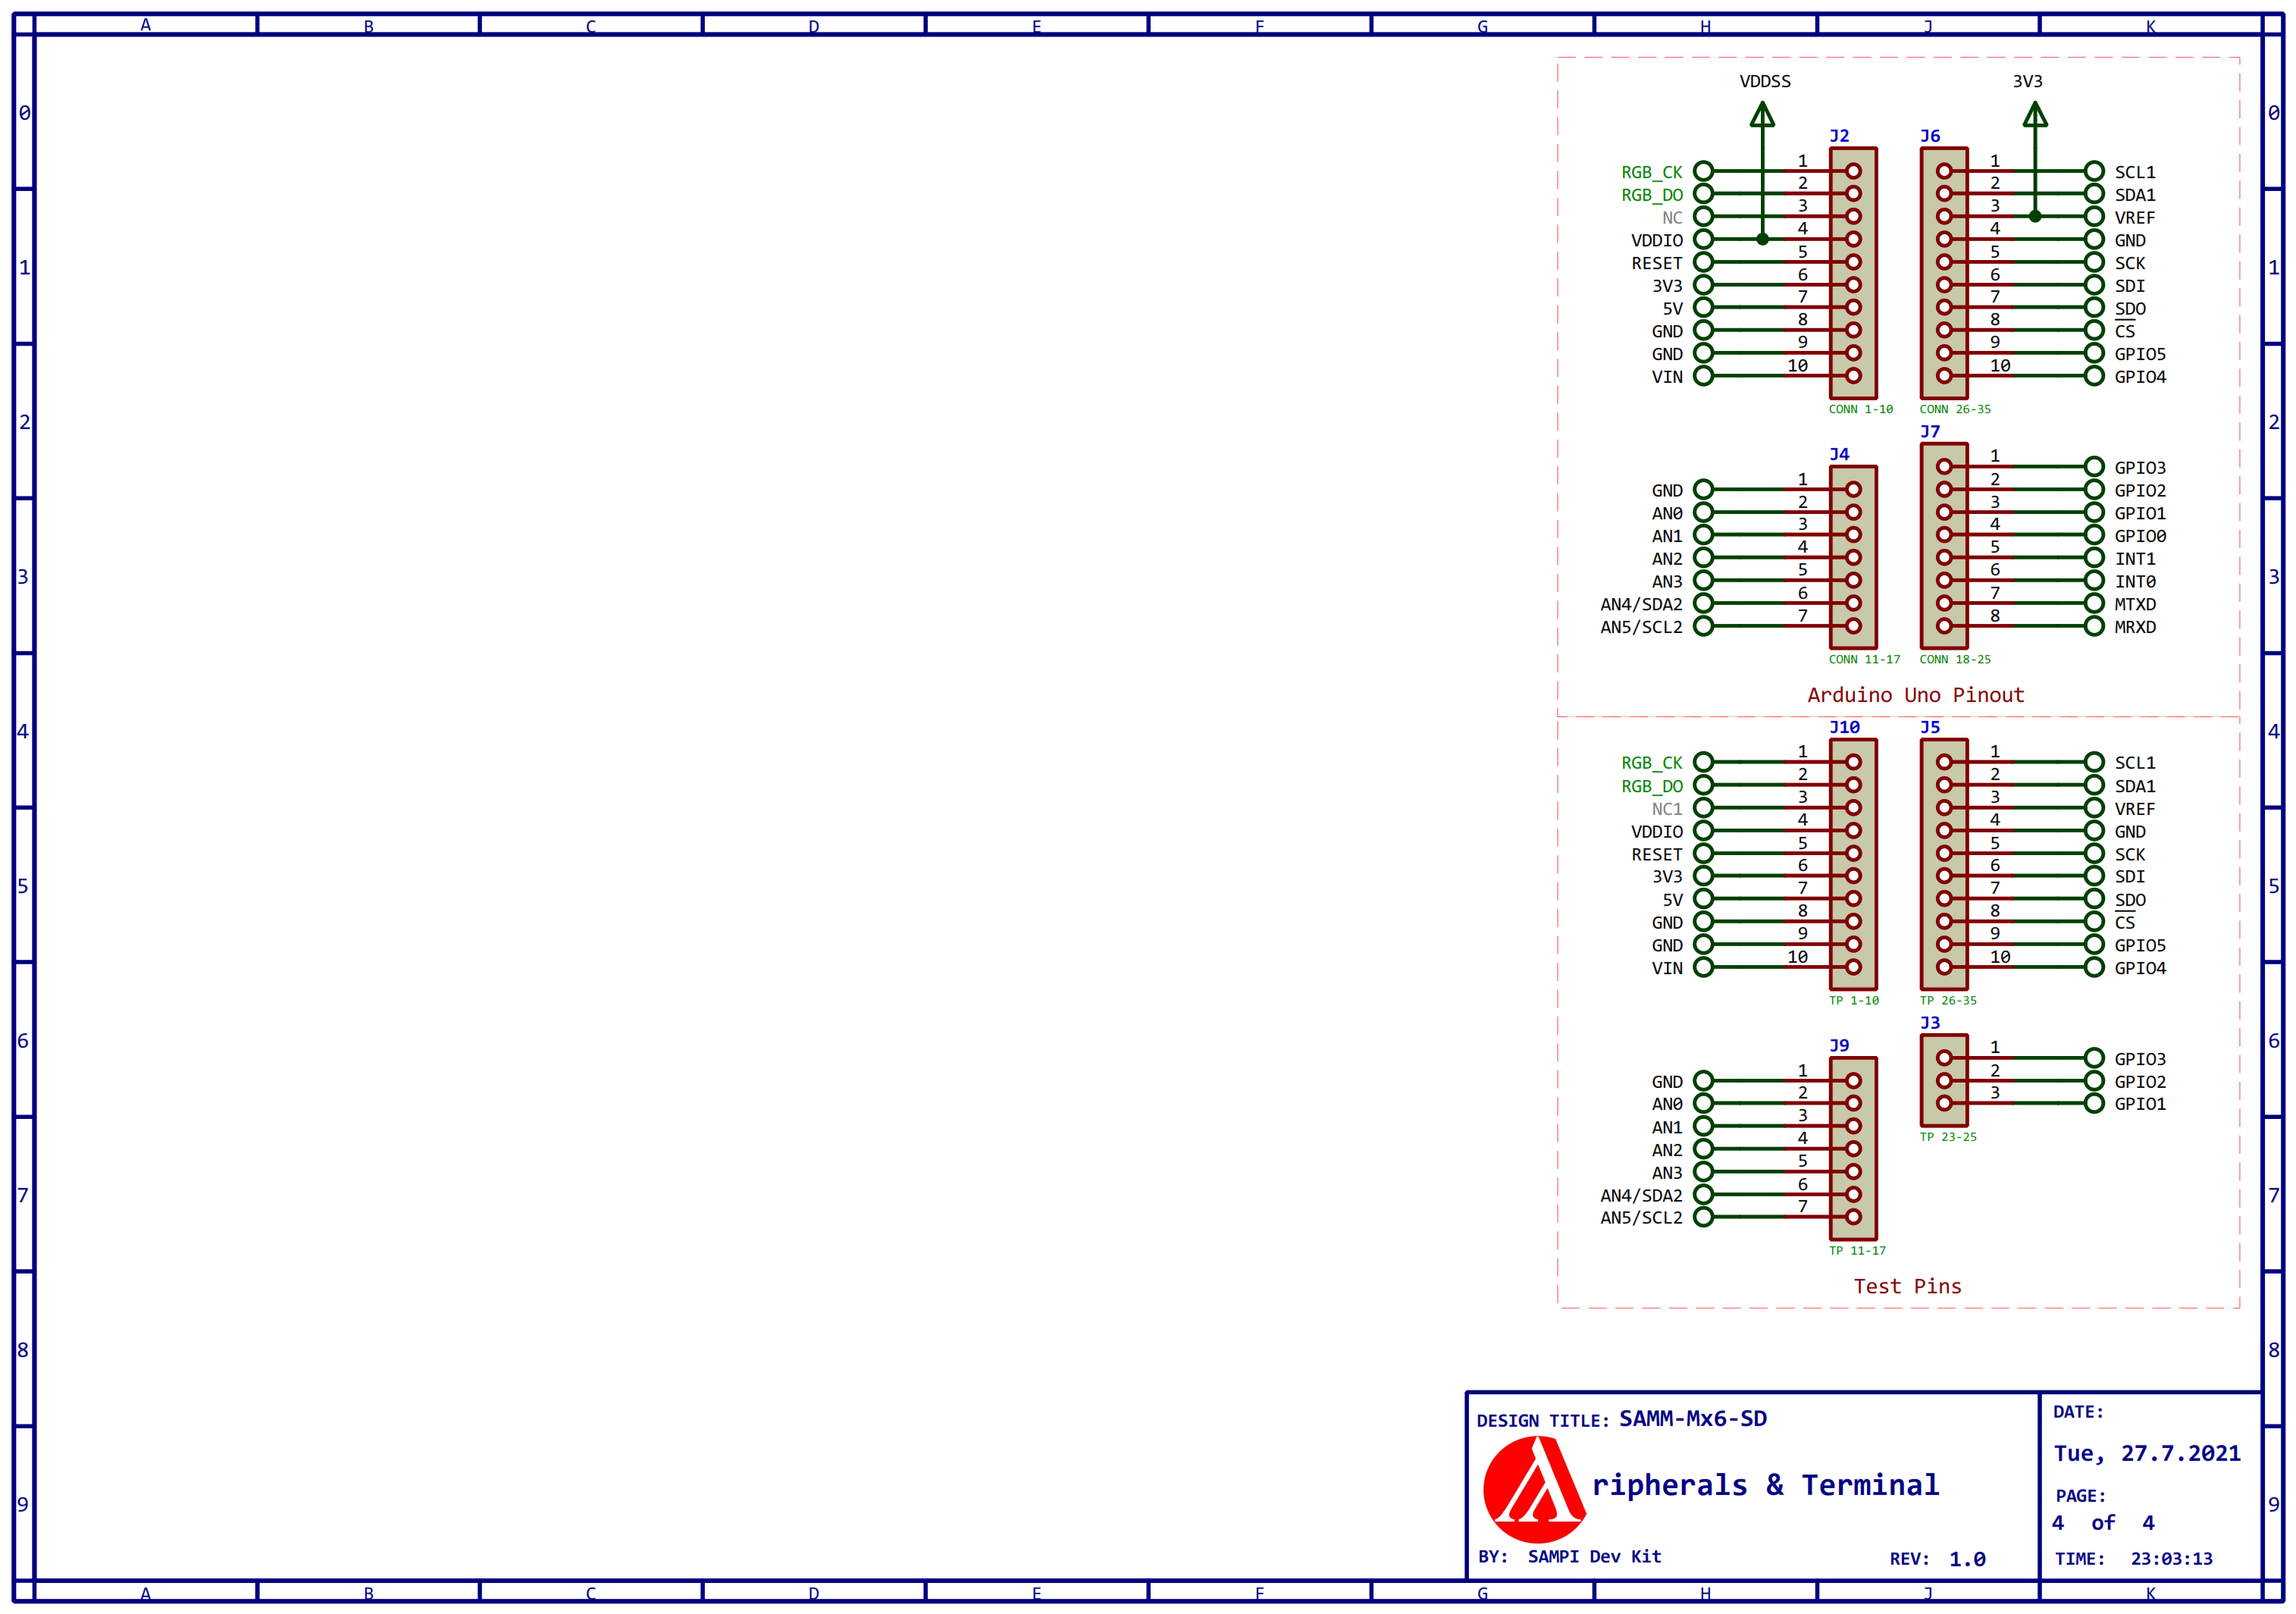 A B C D E F G H J K
0 0
1 1
2 2
3 3
4 4
5 5
6 6
7 7
8 8
9 9
VDDSS 3V3
J2 J6
RGB_CK 1 1 SCL1
RGB_DO 2 2 SDA1
NC 3 3 VREF
VDDIO 4 4 GND
RESET 5 5 SCK
3V3 6 6 SDI
5V 7 7 SDO
GND 8 8 CS
GND 9 9 GPIO5
VIN 10 10 GPIO4
CONN 1-10 CONN 26-35
J7
J4
1 GPIO3
GND 1 2 GPIO2
AN0 2 3 GPIO1
AN1 3 4 GPIO0
AN2 4 5 INT1
AN3 5 6 INT0
AN4/SDA2 6 7 MTXD
AN5/SCL2 7 8 MRXD
CONN 11-17 CONN 18-25
Arduino Uno Pinout
J10 J5
RGB_CK 1 1 SCL1
RGB_DO 2 2 SDA1
NC1 3 3 VREF
VDDIO 4 4 GND
RESET 5 5 SCK
3V3 6 6 SDI
5V 7 7 SDO
GND 8 8 CS
GND 9 9 GPIO5
VIN 10 10 GPIO4
TP 1-10 TP 26-35
J3
J9
1 GPIO3
GND 1 2 GPIO2
AN0 2 3 GPIO1
AN1 3
TP 23-25
AN2 4
AN3 5
AN4/SDA2 6
AN5/SCL2 7
TP 11-17
Test Pins
DESIGN TITLE: SAMM-Mx6-SD
ripherals & Terminal
BY: SAMPI Dev Kit
REV: 1.0
DATE:
Tue, 27.7.2021
PAGE:
4 of 4
TIME: 23:03:13
A B C D E F G H J K